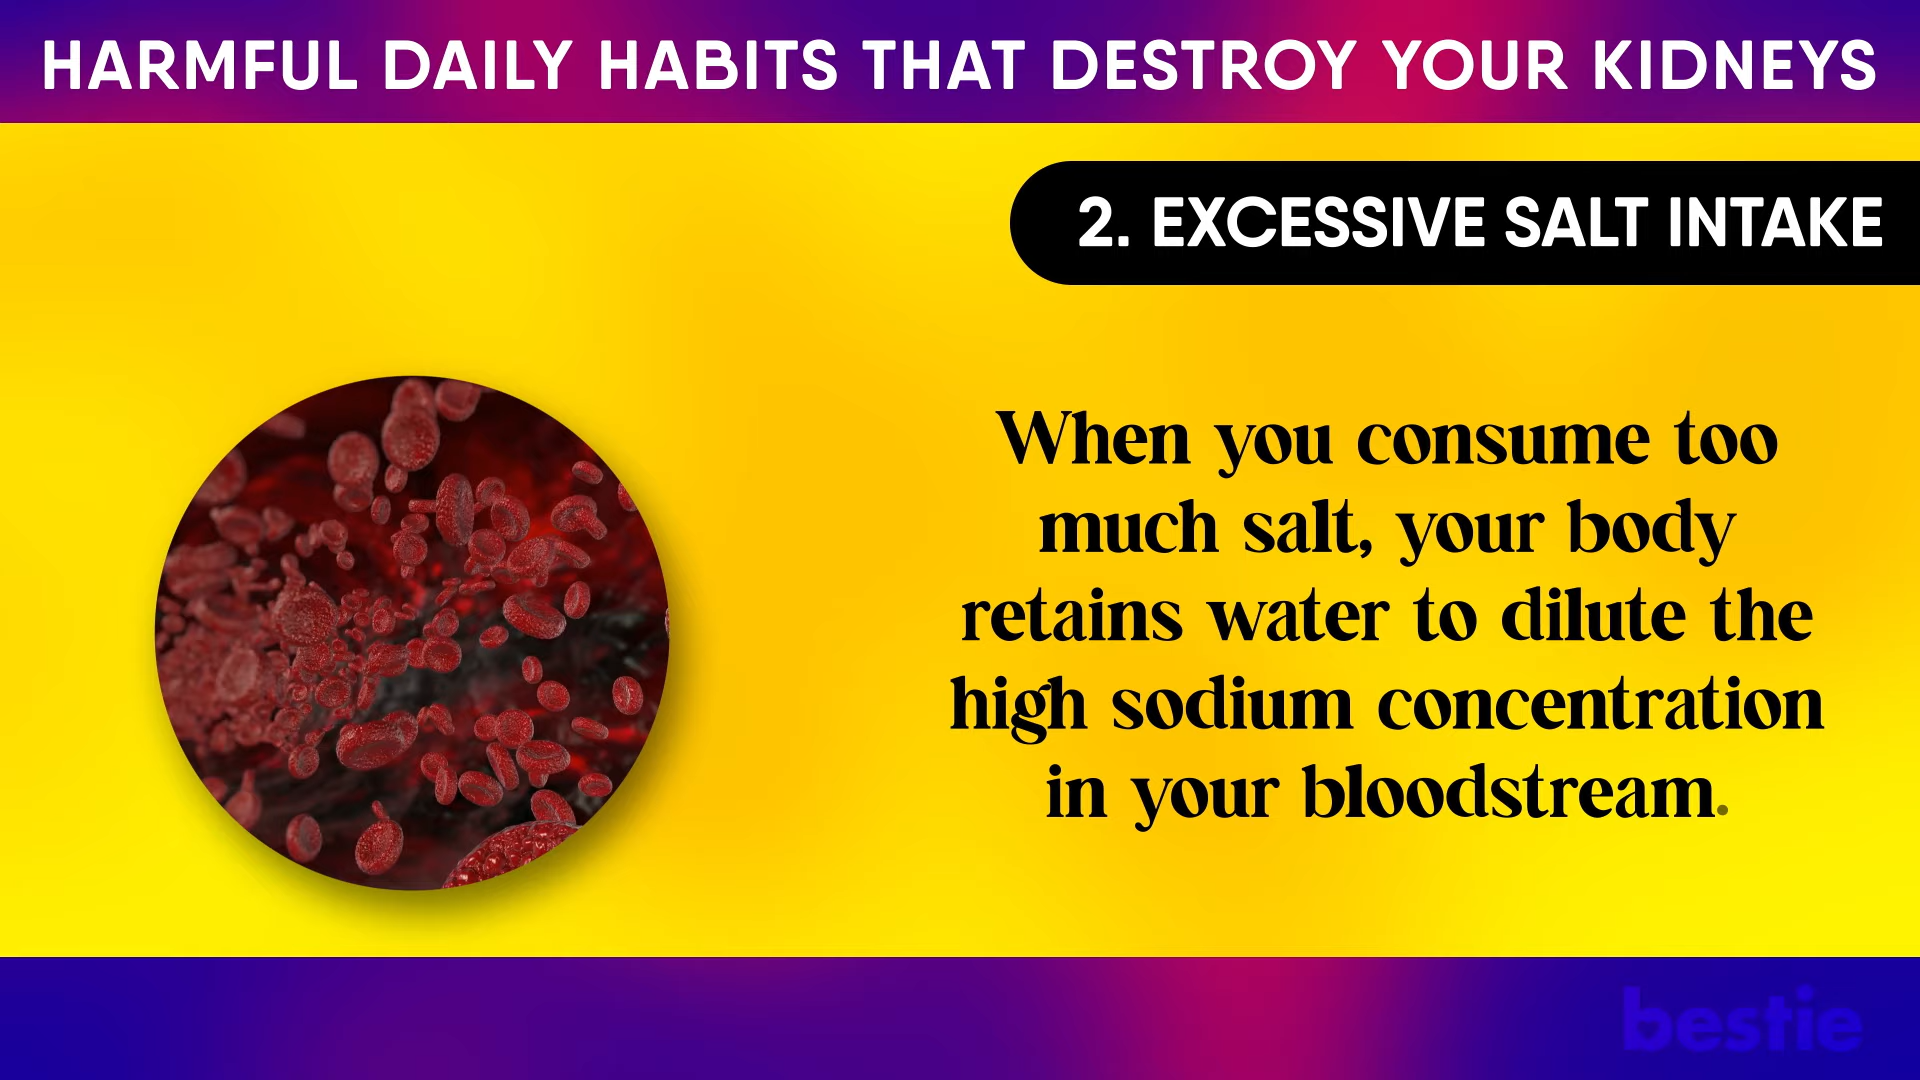 HARMFUL DAILY HABITS THAT DESTROY YOUR KIDNEYS
2. EXCESSIVE SALT INTAKE
When you consume too
much salt, your body
retains water to dilute the
high sodium concentration
in your bloodstream.
bestie